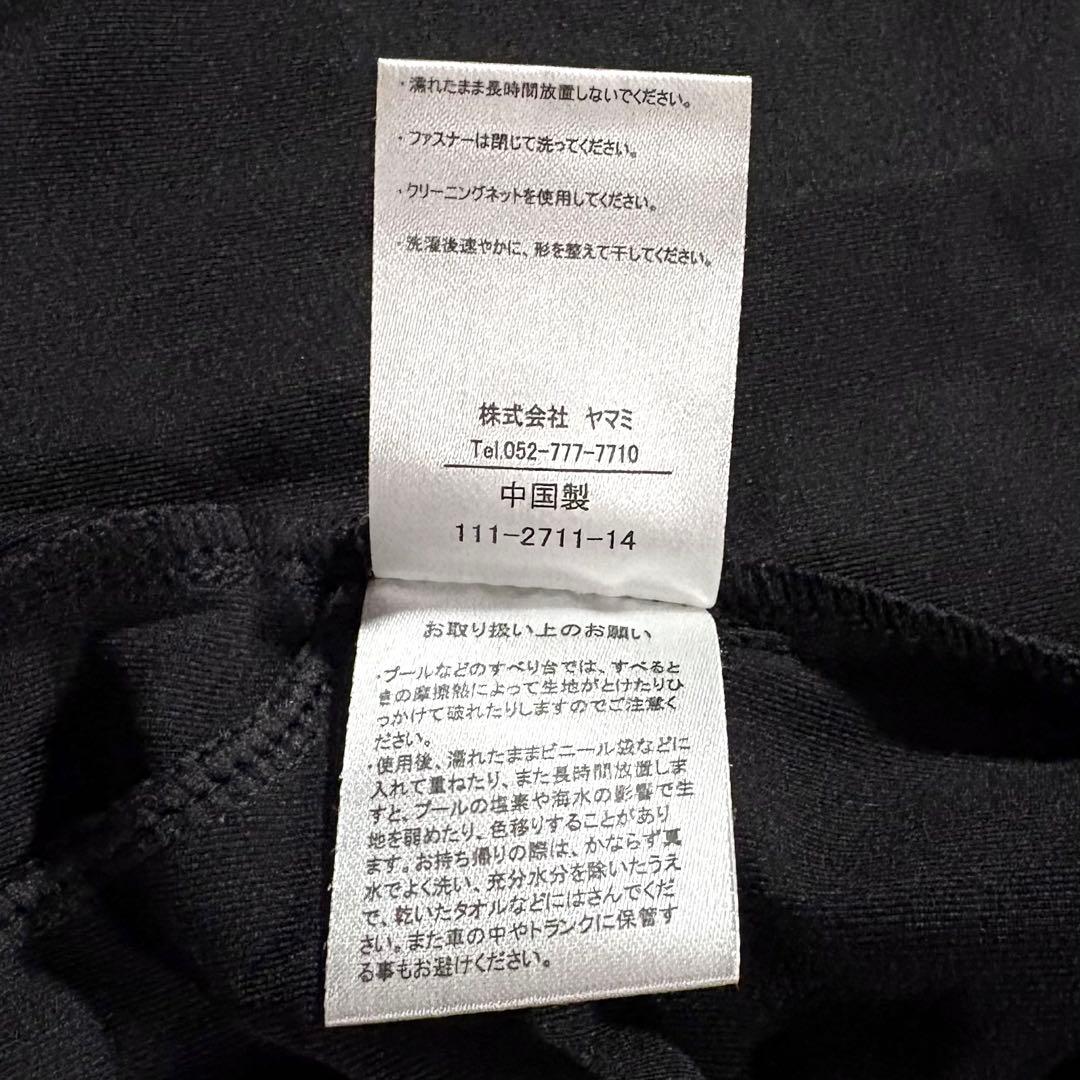 ・濡れたまま長時間放置しないでください。
・ファスナーは閉じて洗ってください。
・クリーニングネットを使用してください。
・洗濯後速やかに、形を整えて干してください。
株式会社 ヤマミ
Tel.052-777-7710
中国製
111-2711-14
お取り扱い上のお願い
・プールなどのすべり台では、すべると
きの摩擦熱によって生地がとけたりひ
っかけて破れたりしますのでご注意く
ださい。
・使用後、濡れたままビニール袋などに
入れて重ねたり、また長時間放置しま
すと、プールの塩素や海水の影響で生
地を弱めたり、色移りすることがあり
ます。お持ち帰りの際は、かならず真
水でよく洗い、充分水分を除いたうえ
で、乾いたタオルなどにはさんでくだ
さい。また車の中やトランクに保管す
る事もお避けください。